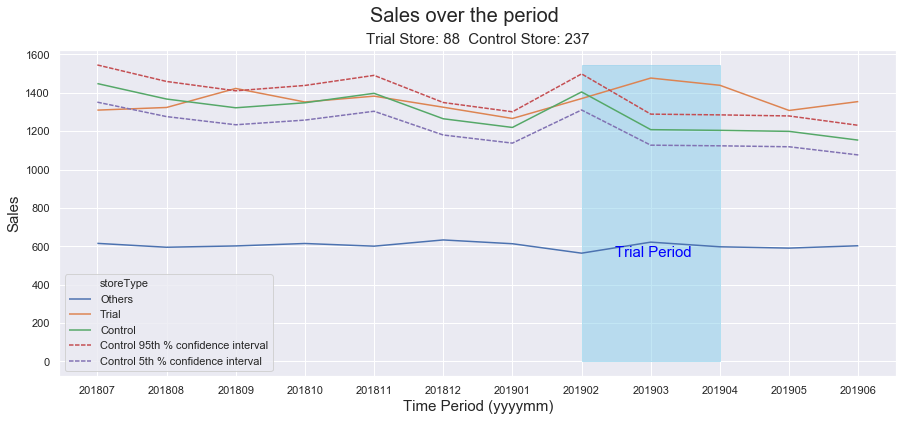 Sales over the period
Trial Store: 88  Control Store: 237
1600
1400
1200
1000
800
600
400
200
0
Sales
Trial Period
storeType
Others
Trial
Control
Control 95th % confidence interval
Control 5th % confidence interval
201807 201808 201809 201810 201811 201812 201901 201902 201903 201904 201905 201906
Time Period (yyyymm)